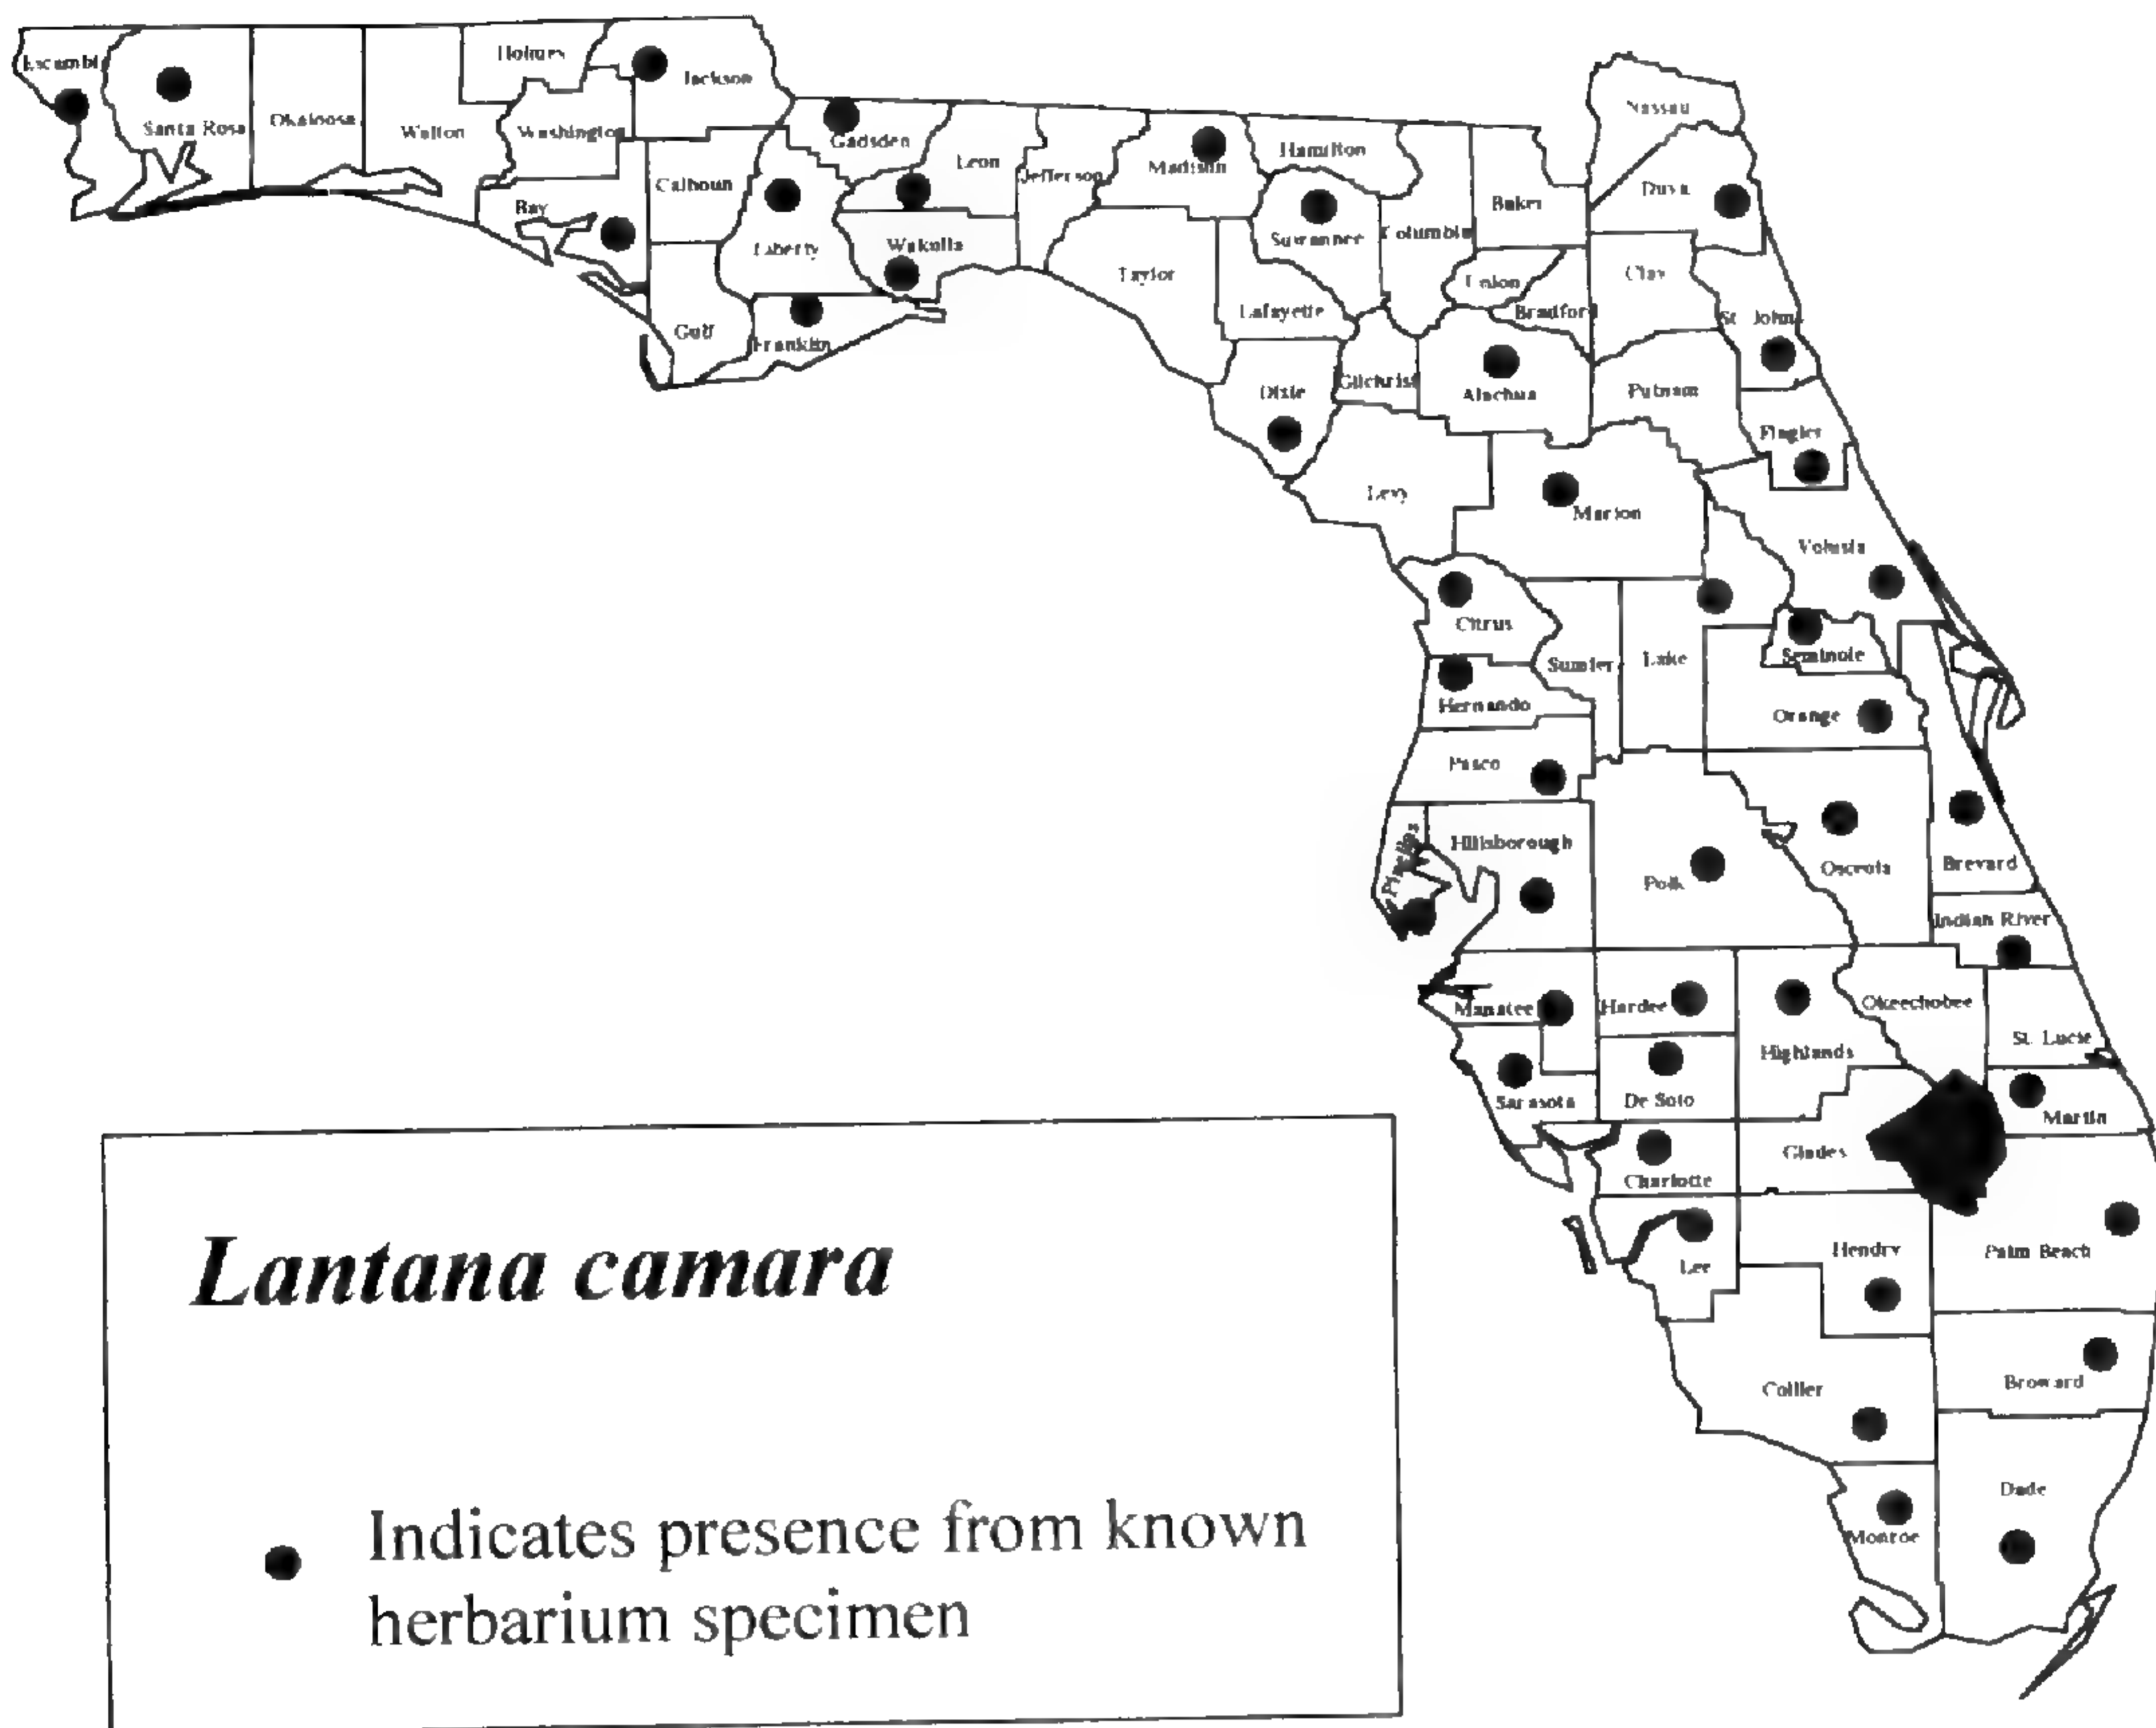 Holmes
Jackson
Santa Rosa
Okaloosa
Walton
Washington
Gadsden
Leon
Jefferson
Madison
Hamilton
Nassau
Calhoun
Bay
Liberty
Wakulla
Taylor
Suwannee
Columbia
Baker
Union
Clay
Lafayette
Bradford
Gulf
Franklin
Dixie
Gilchrist
Alachua
Putnam
Flagler
Levy
Marion
Volusia
Citrus
Sumter
Lake
Seminole
Hernando
Orange
Pasco
Hillsborough
Pinellas
Polk
Osceola
Brevard
Indian River
Manatee
Hardee
Okeechobee
St. Lucie
Highlands
Sarasota
De Soto
Martin
Glades
Charlotte
Hendry
Palm Beach
Lee
Collier
Broward
Dade
Monroe
Lantana camara
Indicates presence from known
herbarium specimen